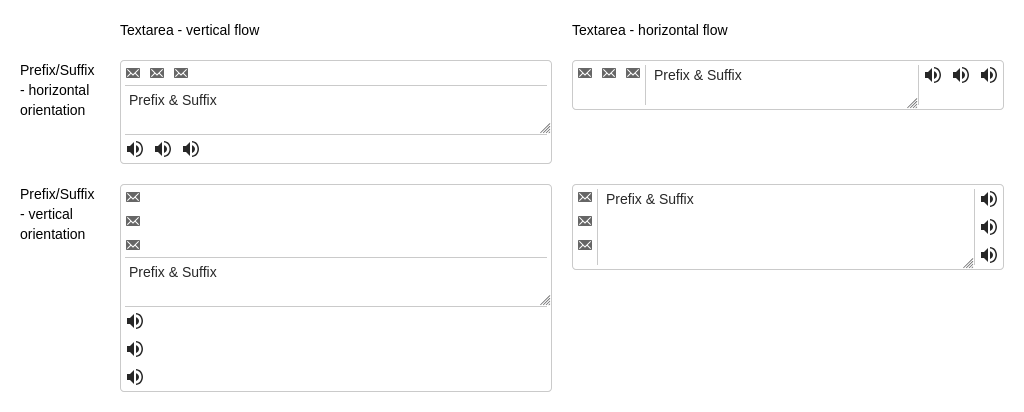 Textarea - vertical flow
Textarea - horizontal flow
Prefix/Suffix
- horizontal
orientation
Prefix & Suffix
Prefix & Suffix
Prefix/Suffix
- vertical
orientation
Prefix & Suffix
Prefix & Suffix